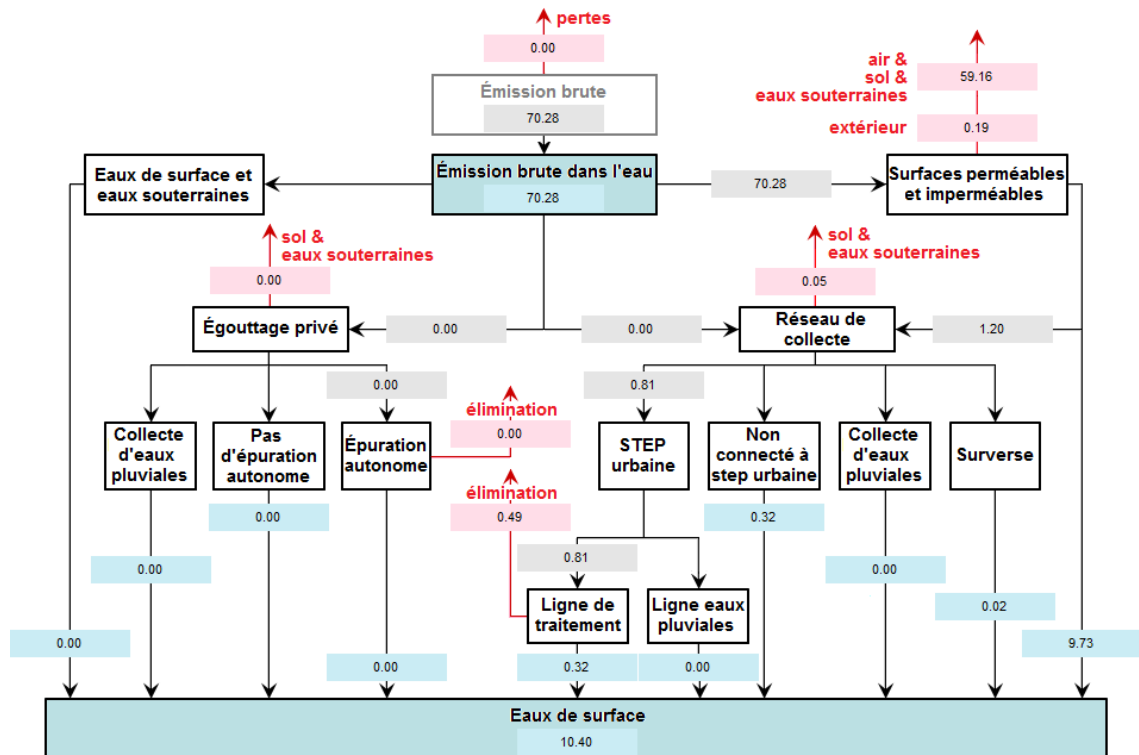 pertes
0.00
Émission brute
70.28
air &
sol &
eaux souterraines
59.16
extérieur
0.19
Eaux de surface et
eaux souterraines
Émission brute dans l'eau
70.28
70.28
Surfaces perméables
et imperméables
sol &
eaux souterraines
0.00
sol &
eaux souterraines
0.05
Égouttage privé
0.00
0.00
Réseau de
collecte
1.20
0.00
0.81
élimination
0.00
Collecte
d'eaux
pluviales
Pas
d'épuration
autonome
Épuration
autonome
STEP
urbaine
Non
connecté à
step urbaine
Collecte
d'eaux
pluviales
Surverse
élimination
0.49
0.00
0.32
0.00
0.81
0.00
Ligne de
traitement
Ligne eaux
pluviales
0.02
0.00
9.73
0.00
0.32
0.00
Eaux de surface
10.40